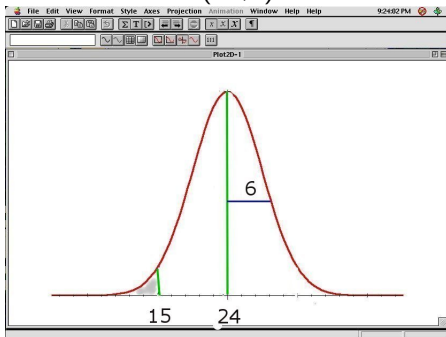 File Edit View Format Style Axes Projection Animation Window Help Help 9:24:02 PM
Plot2D-1
6
15 24